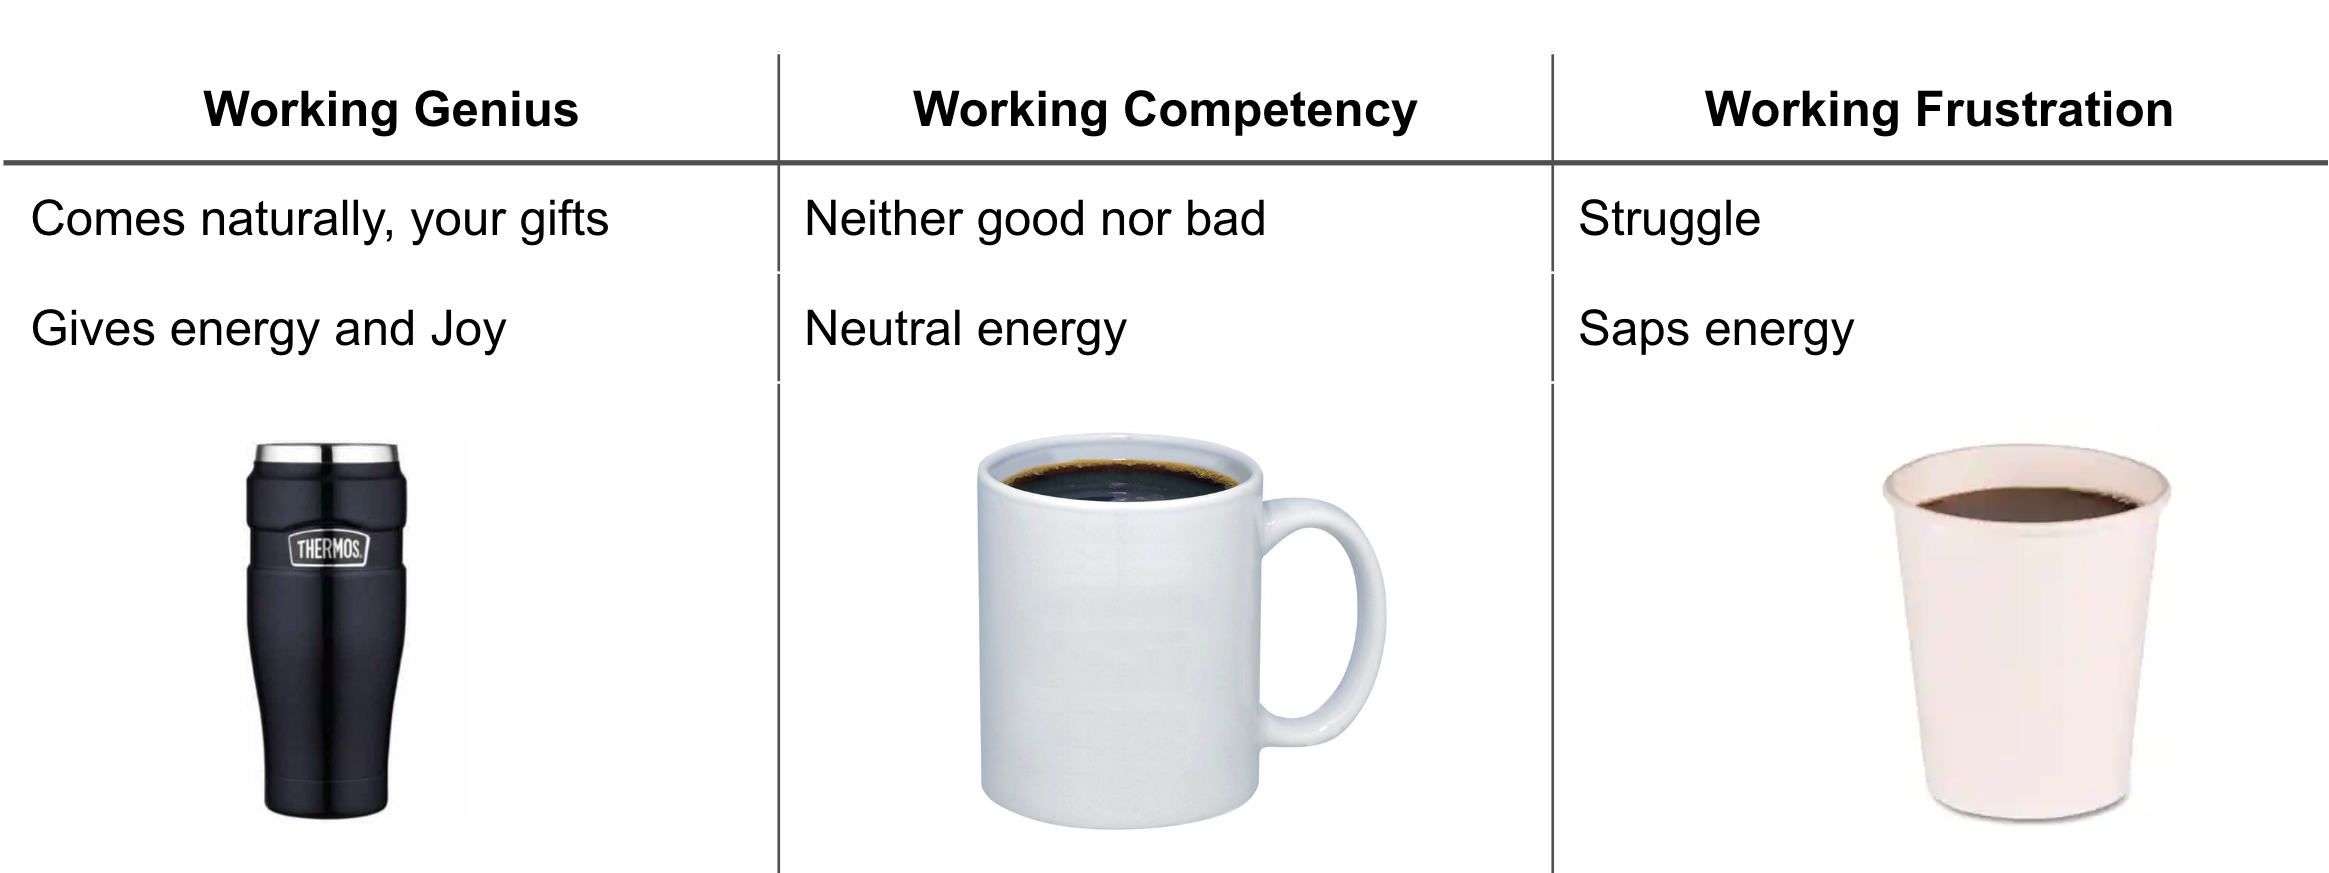 Working Genius
Working Competency
Working Frustration
Comes naturally, your gifts
Neither good nor bad
Struggle
Gives energy and Joy
Neutral energy
Saps energy
THERMOS.